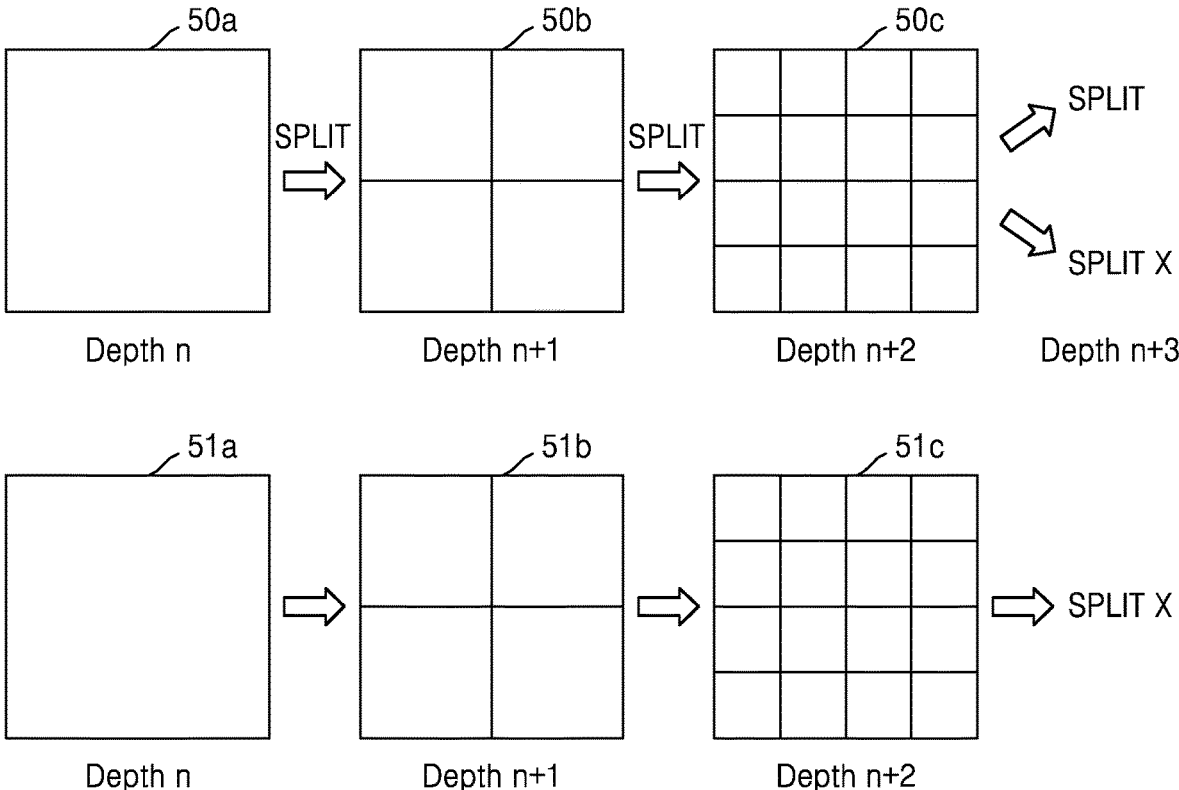 50a
50b
50c
SPLIT
SPLIT
SPLIT
SPLIT X
Depth n
Depth n+1
Depth n+2
Depth n+3
51a
51b
51c
SPLIT X
Depth n
Depth n+1
Depth n+2